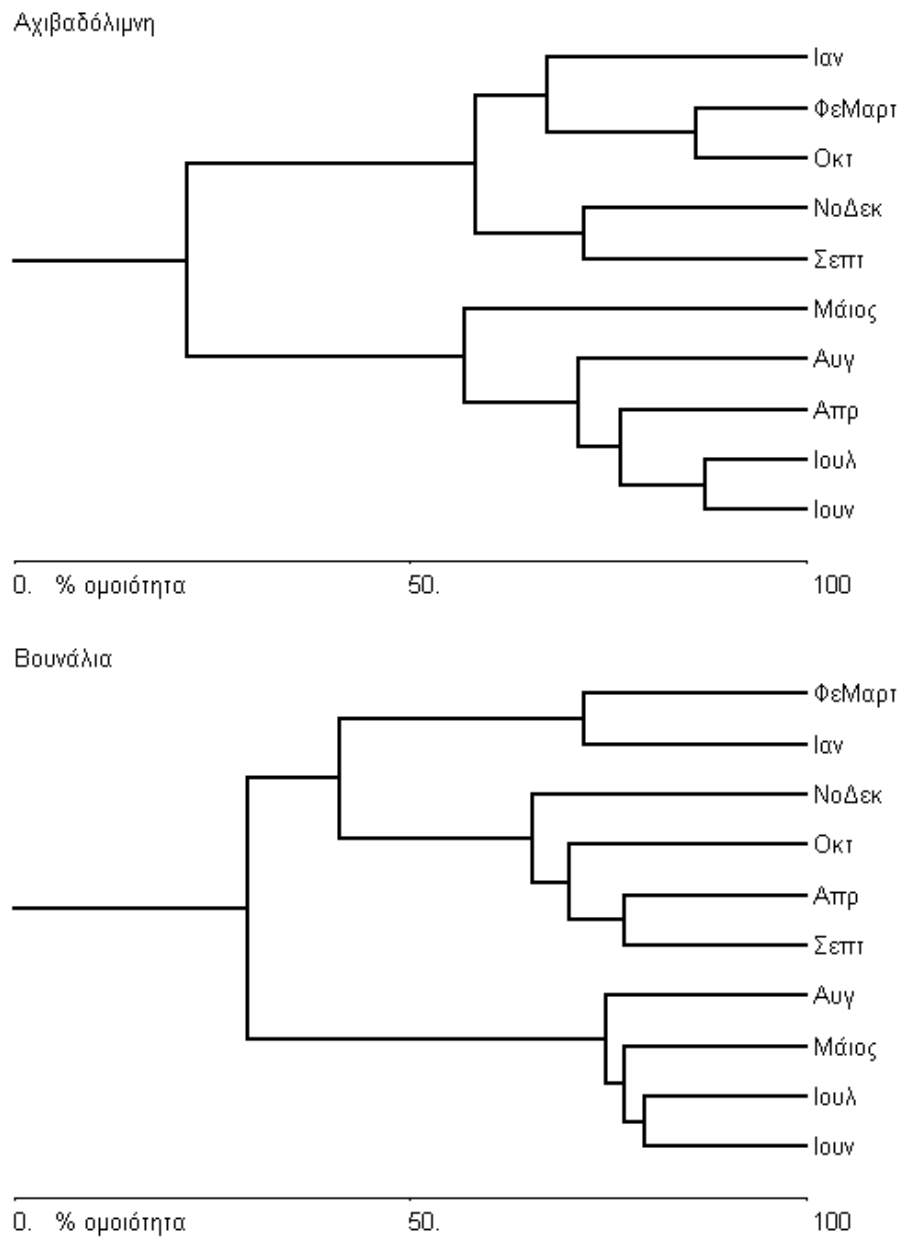 Αχιβαδόλιμνη
Ιαν
ΦεΜαρτ
Οκτ
ΝοΔεκ
Σεπτ
Μάιος
Αυγ
Απρ
Ιουλ
Ιουν
0. % ομοιότητα 50. 100
Βουνάλια
ΦεΜαρτ
Ιαν
ΝοΔεκ
Οκτ
Απρ
Σεπτ
Αυγ
Μάιος
Ιουλ
Ιουν
0. % ομοιότητα 50. 100